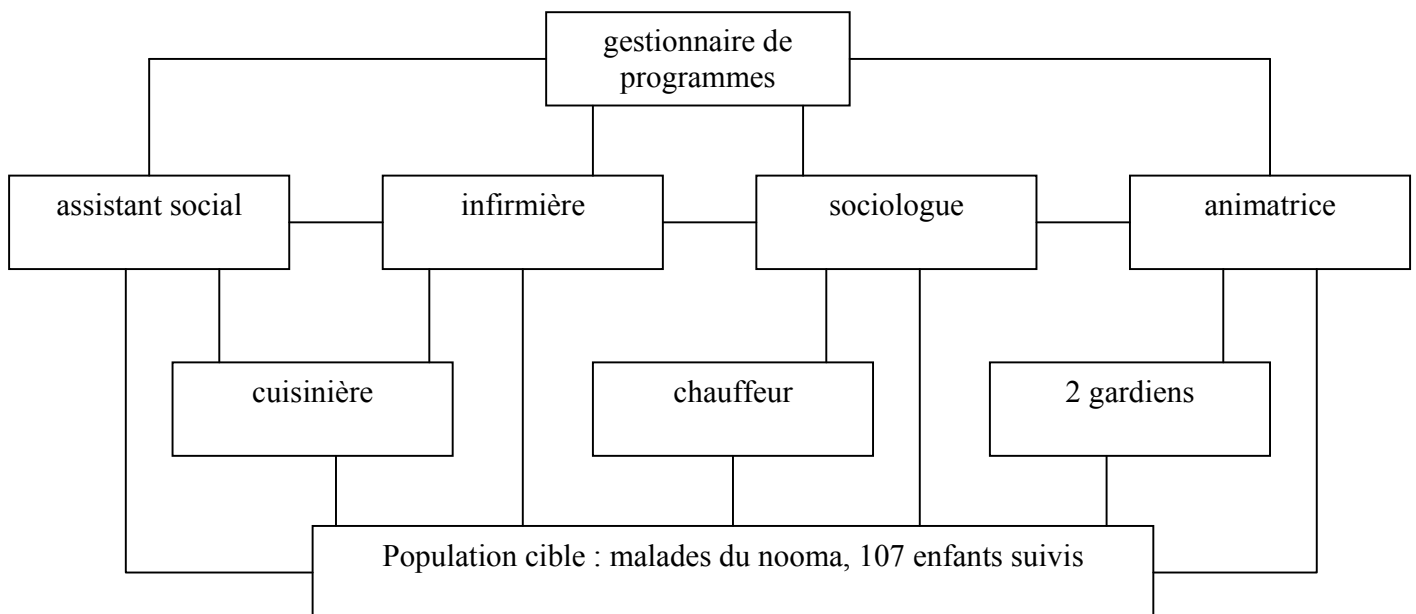 gestionnaire de
programmes
assistant social
infirmière
sociologue
animatrice
cuisinière
chauffeur
2 gardiens
Population cible : malades du nooma, 107 enfants suivis